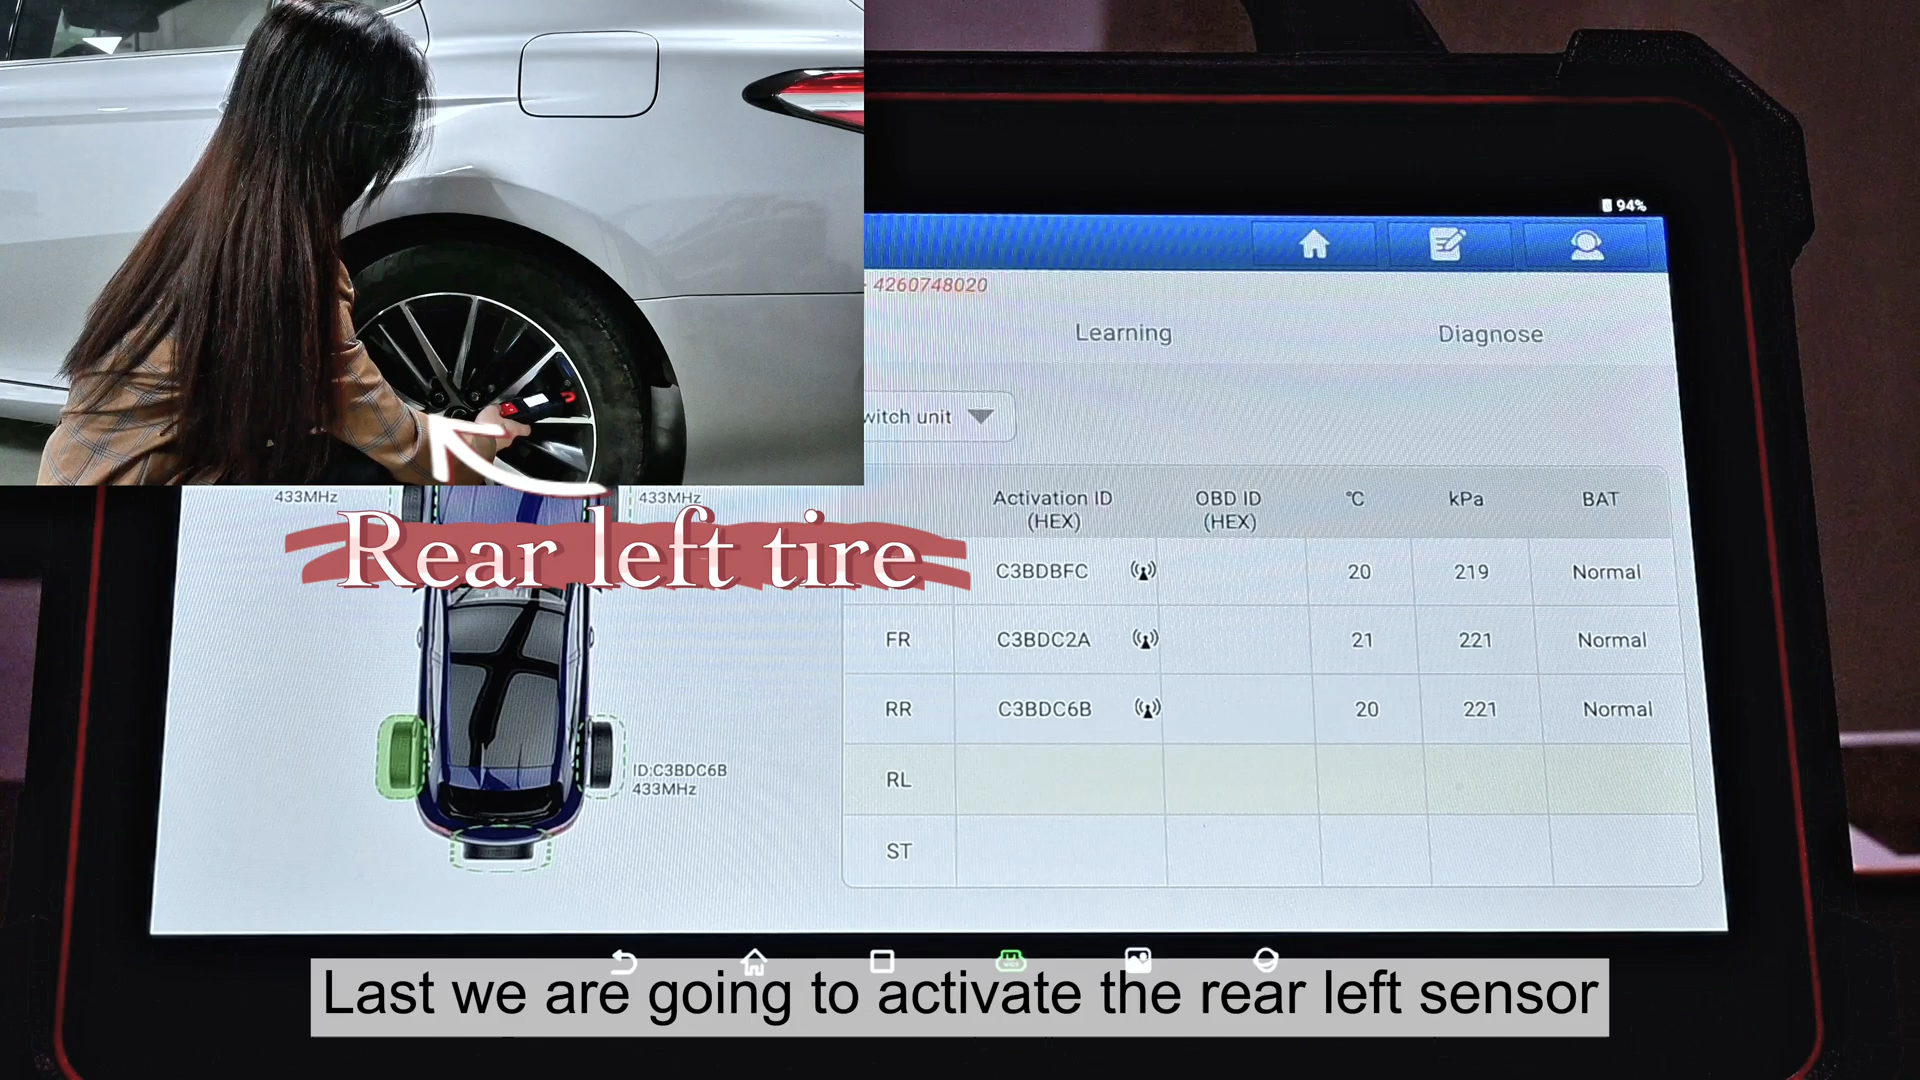 94%
- 4260748020
Learning
Diagnose
witch unit
433MHz
433MHz
Rear left tire
Activation ID
(HEX)
OBD ID
(HEX)
℃
kPa
BAT
C3BDBFC
20
219
Normal
FR
C3BDC2A
21
221
Normal
RR
C3BDC6B
20
221
Normal
RL
ST
ID:C3BDC6B
433MHz
Last we are going to activate the rear left sensor